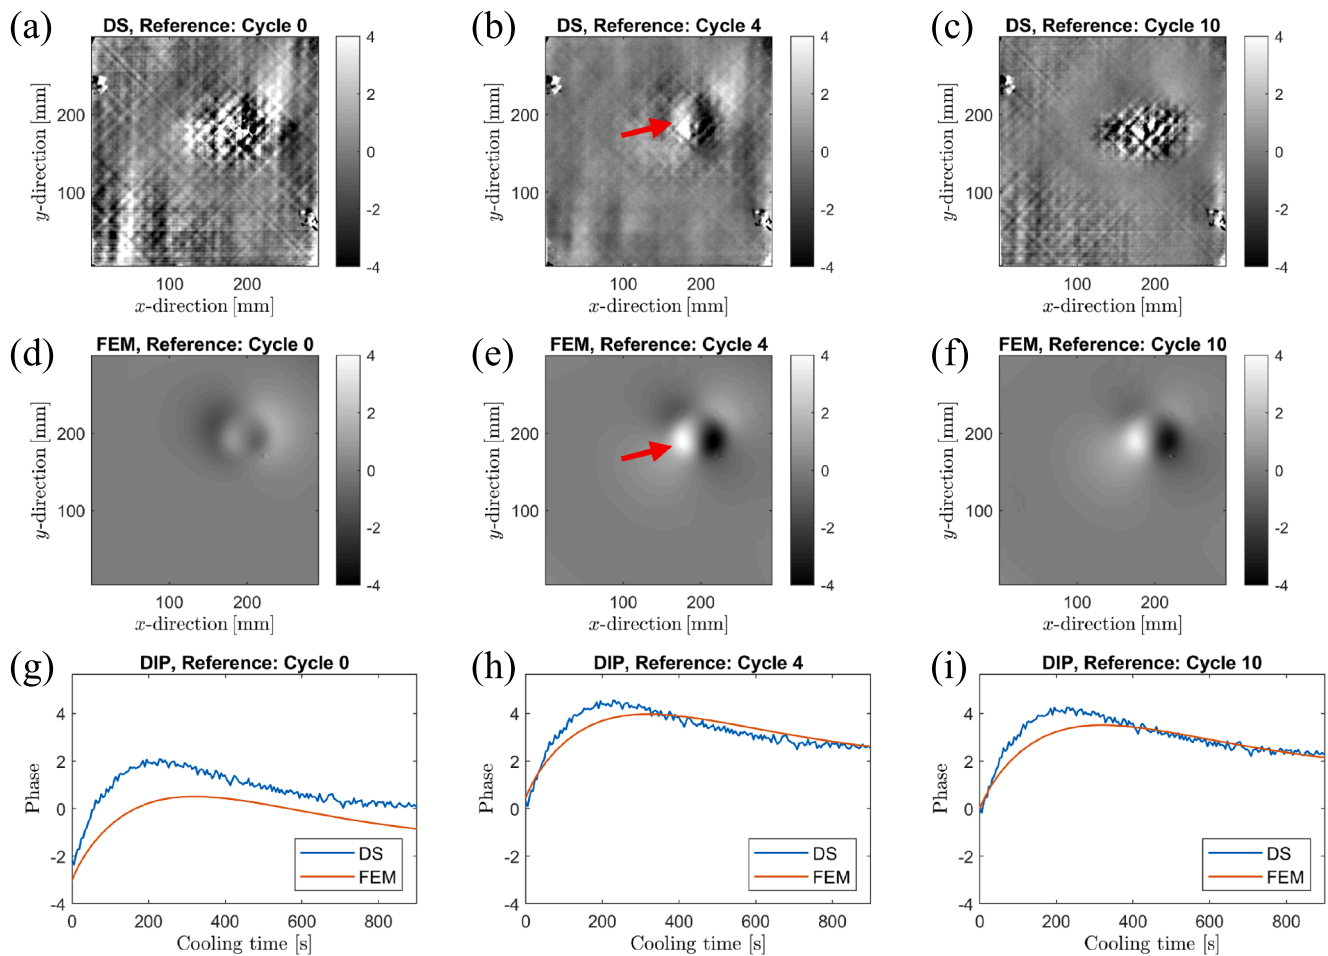 (a) DS, Reference: Cycle 0
4
2
0
-2
-4
200
100
y-direction [mm]
100 200
x-direction [mm]
(b) DS, Reference: Cycle 4
4
2
0
-2
-4
200
100
y-direction [mm]
100 200
x-direction [mm]
(c) DS, Reference: Cycle 10
4
2
0
-2
-4
200
100
y-direction [mm]
100 200
x-direction [mm]
(d) FEM, Reference: Cycle 0
4
2
0
-2
-4
200
100
y-direction [mm]
100 200
x-direction [mm]
(e) FEM, Reference: Cycle 4
4
2
0
-2
-4
200
100
y-direction [mm]
100 200
x-direction [mm]
(f) FEM, Reference: Cycle 10
4
2
0
-2
-4
200
100
y-direction [mm]
100 200
x-direction [mm]
(g) DIP, Reference: Cycle 0
4
2
0
-2
-4
Phase
DS
FEM
0 200 400 600 800
Cooling time [s]
(h) DIP, Reference: Cycle 4
4
2
0
-2
-4
Phase
DS
FEM
0 200 400 600 800
Cooling time [s]
(i) DIP, Reference: Cycle 10
4
2
0
-2
-4
Phase
DS
FEM
0 200 400 600 800
Cooling time [s]